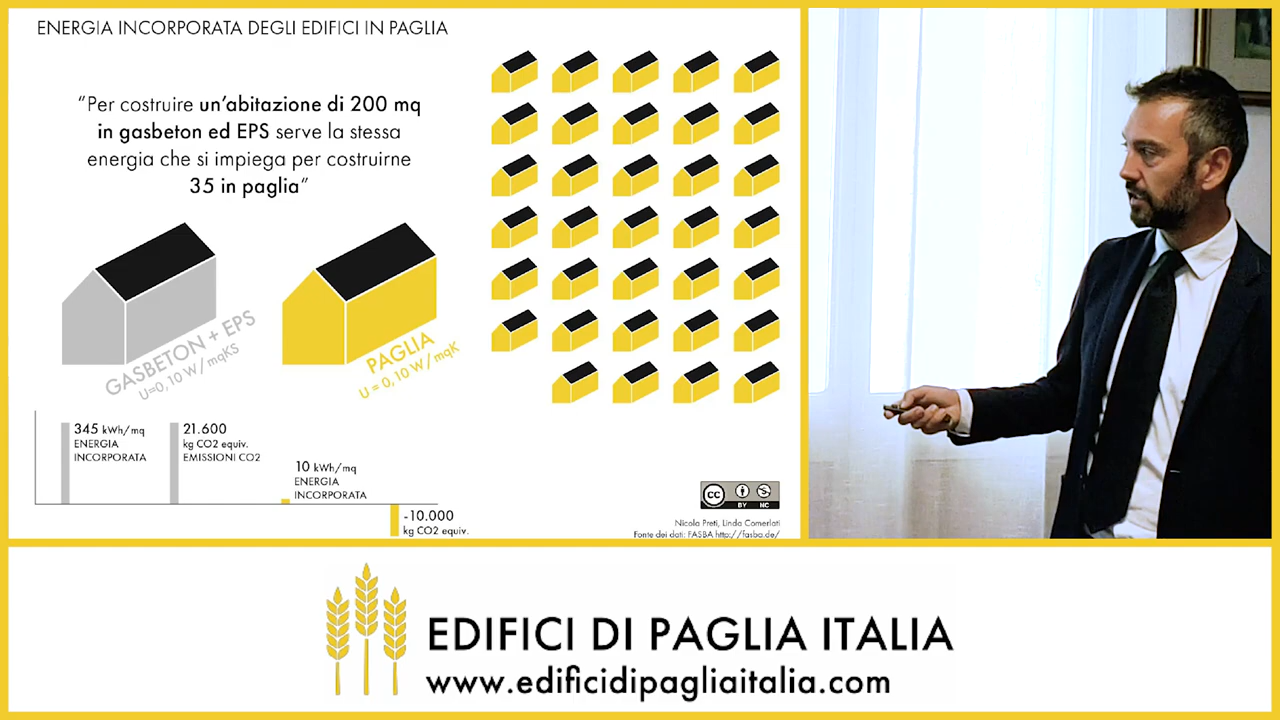 ENERGIA INCORPORATA DEGLI EDIFICI IN PAGLIA
“Per costruire un’abitazione di 200 mq
in gasbeton ed EPS serve la stessa
energia che si impiega per costruirne
35 in paglia”
GASBETON + EPS
U=0,10 W/mqKS
PAGLIA
U = 0,10 W/mqK
345 kWh/mq
ENERGIA
INCORPORATA
21.600
kg CO2 equiv.
EMISSIONI CO2
10 kWh/mq
ENERGIA
INCORPORATA
-10.000
kg CO2 equiv.
cc
BY NC
Nicola Preti, Linda Comerlati
Fonte dei dati: FASBA http://fasba.de/
EDIFICI DI PAGLIA ITALIA
www.edificidipagliaitalia.com